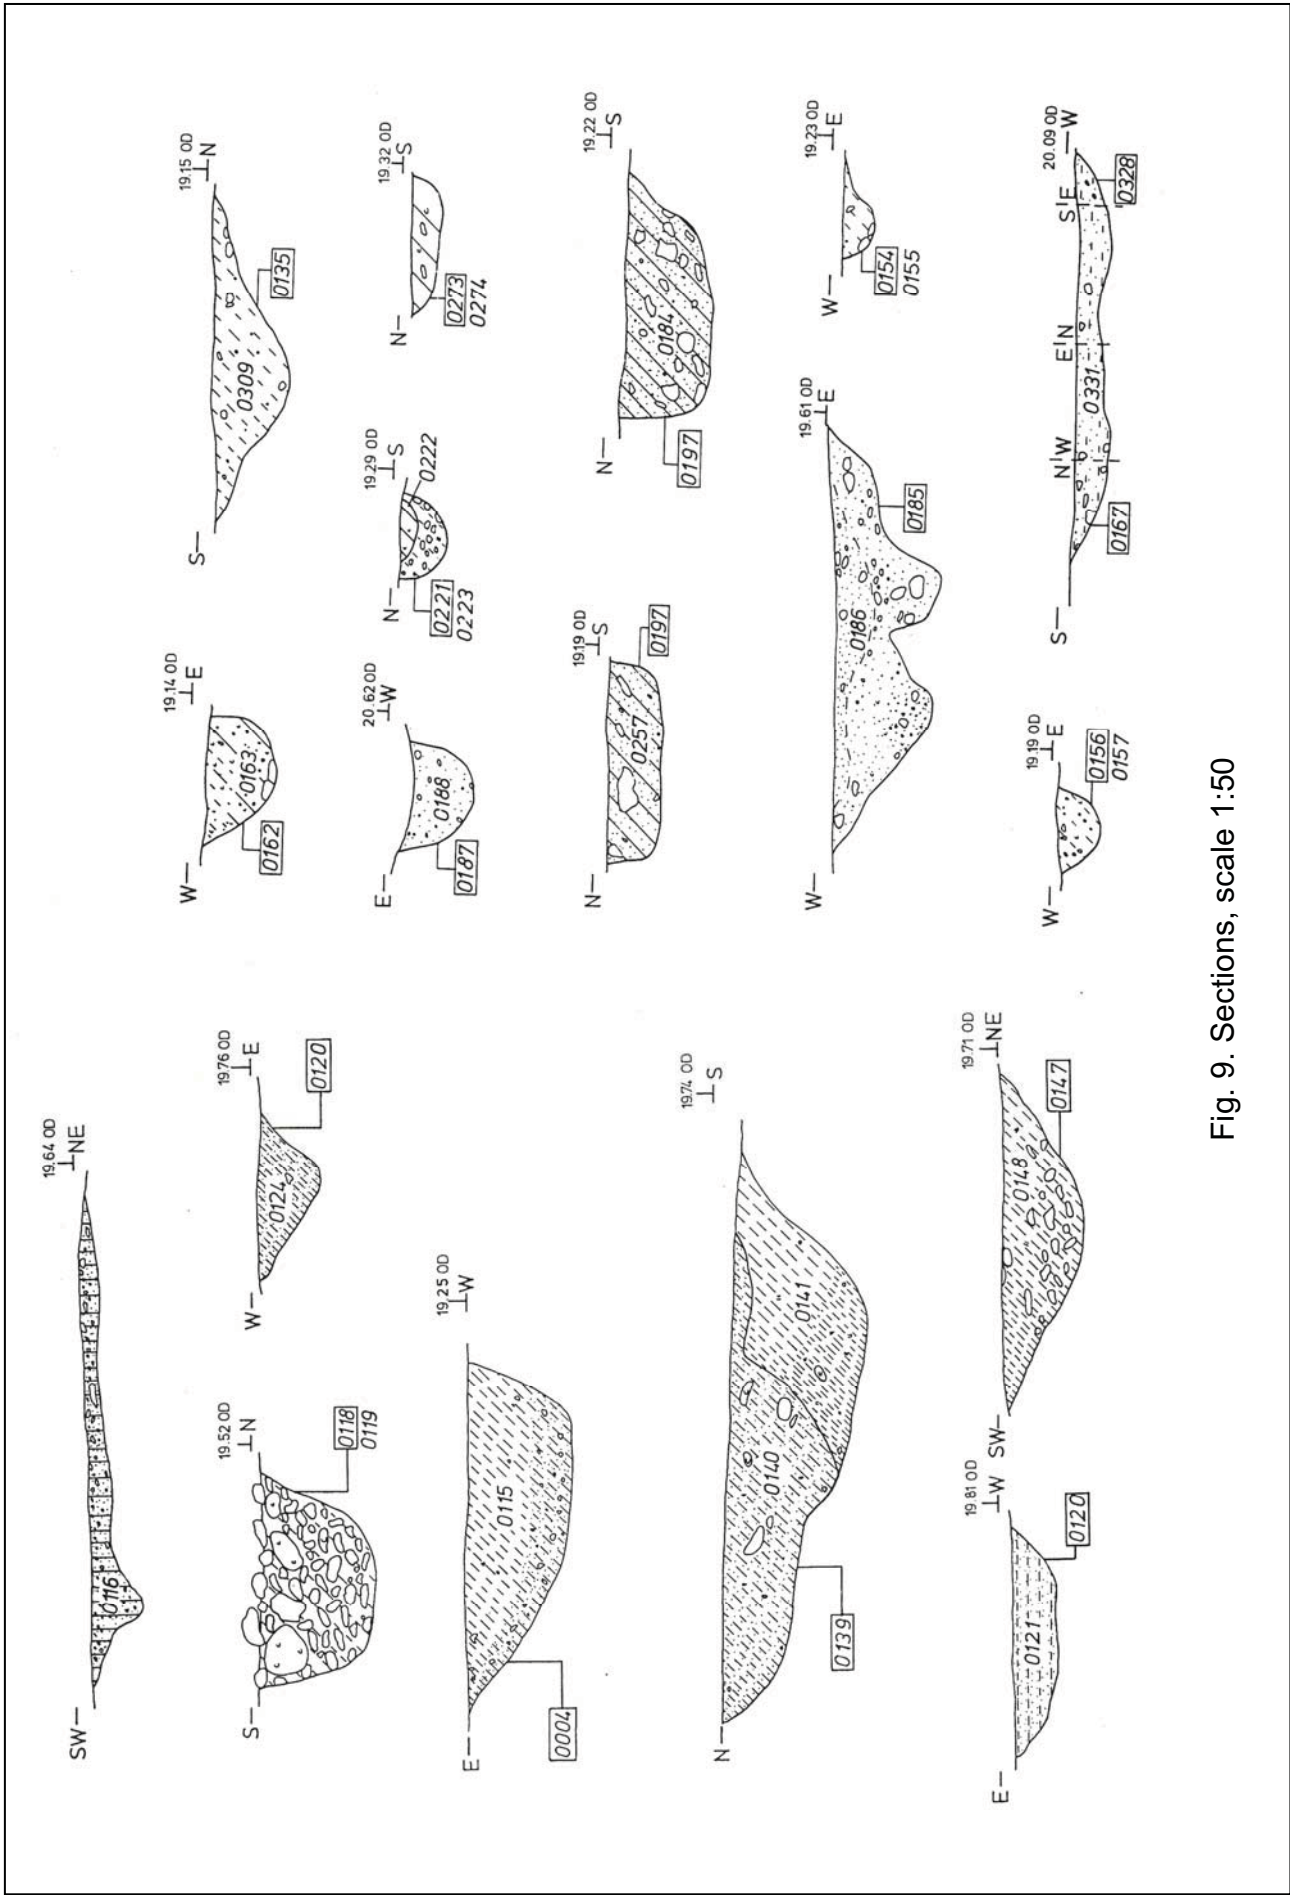 19.64 OD
SW
NE
0116
19.52 OD
S
N
0118
0119
19.76 OD
W
E
0124
0120
19.25 OD
E
W
0115
0004
19.74 OD
N
S
0140
0141
0139
19.81 OD
E
W
0121
0120
19.71 OD
SW
NE
0148
0147
19.14 OD
W
E
0163
0162
19.15 OD
S
N
0309
0135
20.62 OD
E
W
0188
0187
19.29 OD
N
S
0222
0221
0223
19.32 OD
N
S
0273
0274
19.19 OD
N
S
0257
0197
19.22 OD
N
S
0184
0197
19.61 OD
W
E
0186
0185
19.23 OD
W
E
0154
0155
19.19 OD
W
E
0156
0157
20.09 OD
S
N W
E N
S E
W
0331
0167
0328
Fig. 9. Sections, scale 1:50